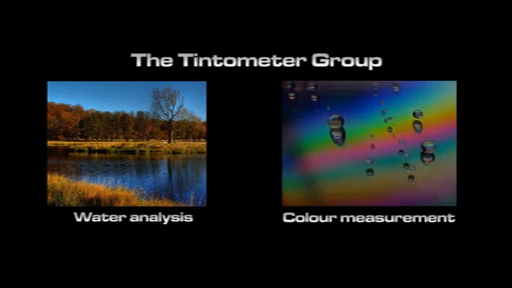 The Tintometer Group
Water analysis
Colour measurement